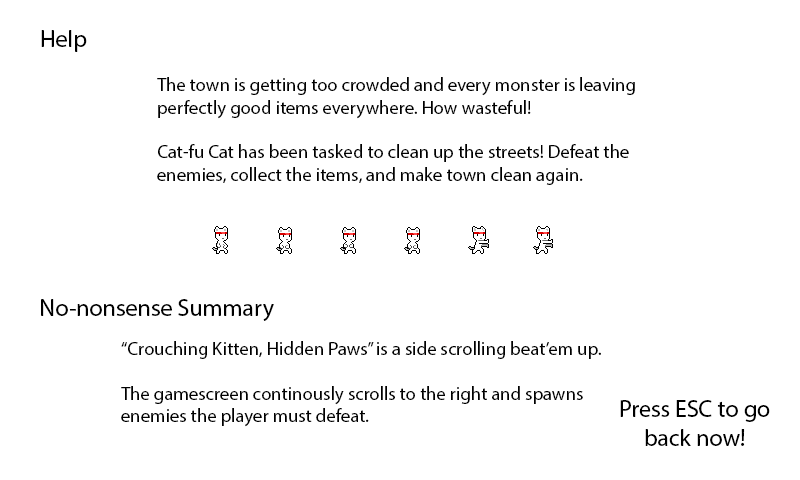 Help
The town is getting too crowded and every monster is leaving
perfectly good items everywhere. How wasteful!
Cat-fu Cat has been tasked to clean up the streets! Defeat the
enemies, collect the items, and make town clean again.
No-nonsense Summary
“Crouching Kitten, Hidden Paws” is a side scrolling beat’em up.
The gamescreen continously scrolls to the right and spawns
enemies the player must defeat.
Press ESC to go
back now!